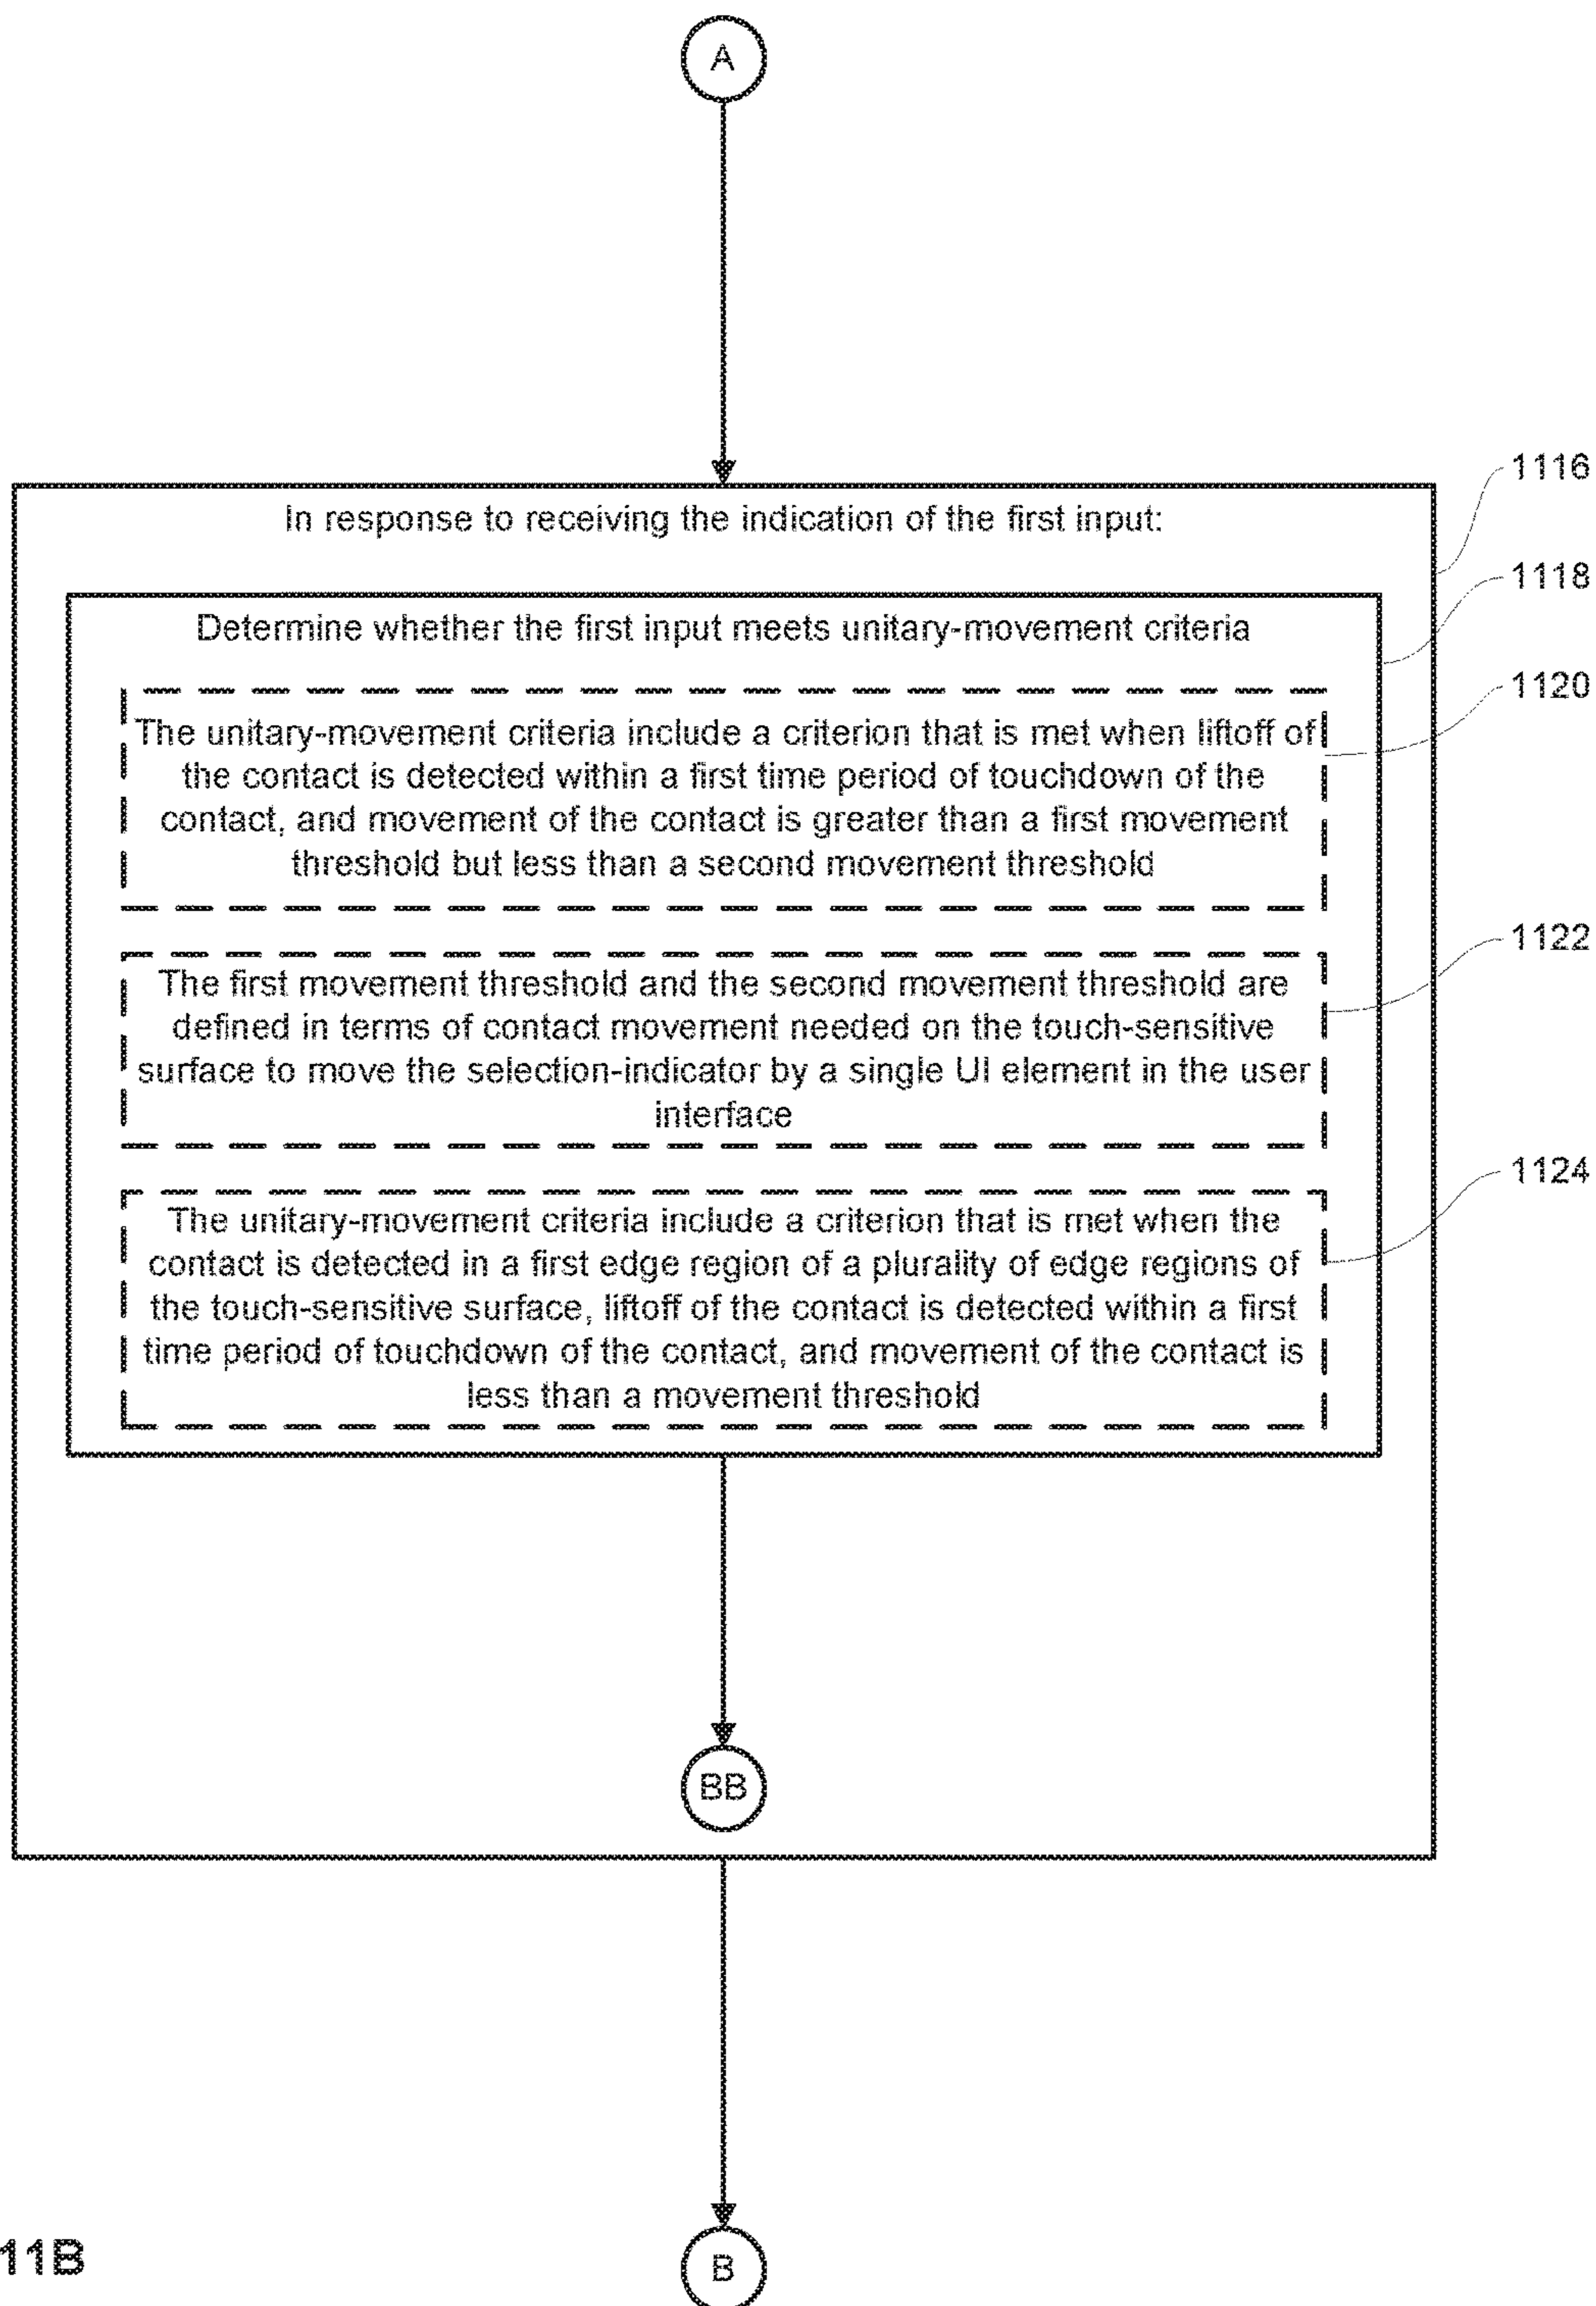 A
1116
In response to receiving the indication of the first input:
1118
Determine whether the first input meets unitary-movement criteria
1120
The unitary-movement criteria include a criterion that is met when liftoff of
the contact is detected within a first time period of touchdown of the
contact, and movement of the contact is greater than a first movement
threshold but less than a second movement threshold
1122
The first movement threshold and the second movement threshold are
defined in terms of contact movement needed on the touch-sensitive
surface to move the selection-indicator by a single UI element in the user
interface
1124
The unitary-movement criteria include a criterion that is met when the
contact is detected in a first edge region of a plurality of edge regions of
the touch-sensitive surface, liftoff of the contact is detected within a first
time period of touchdown of the contact, and movement of the contact is
less than a movement threshold
BB
11B
B